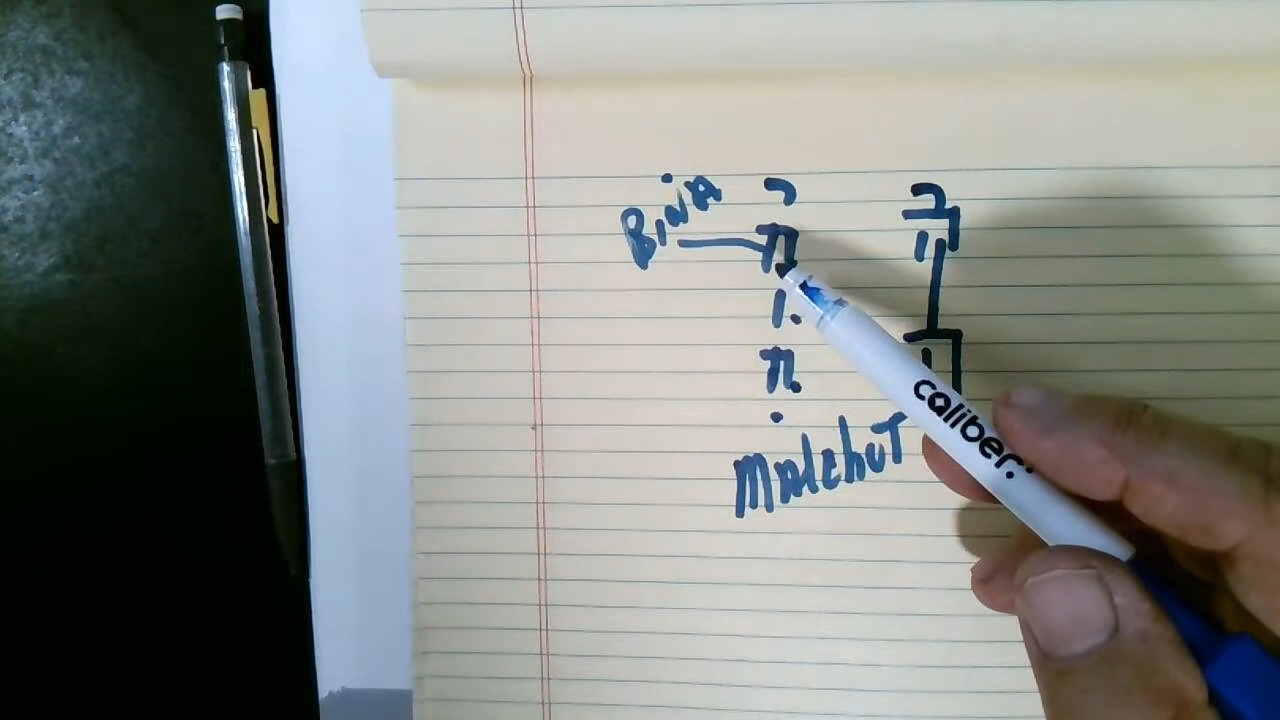 Bina
י
ה
ו
ה
Malchut
caliber.